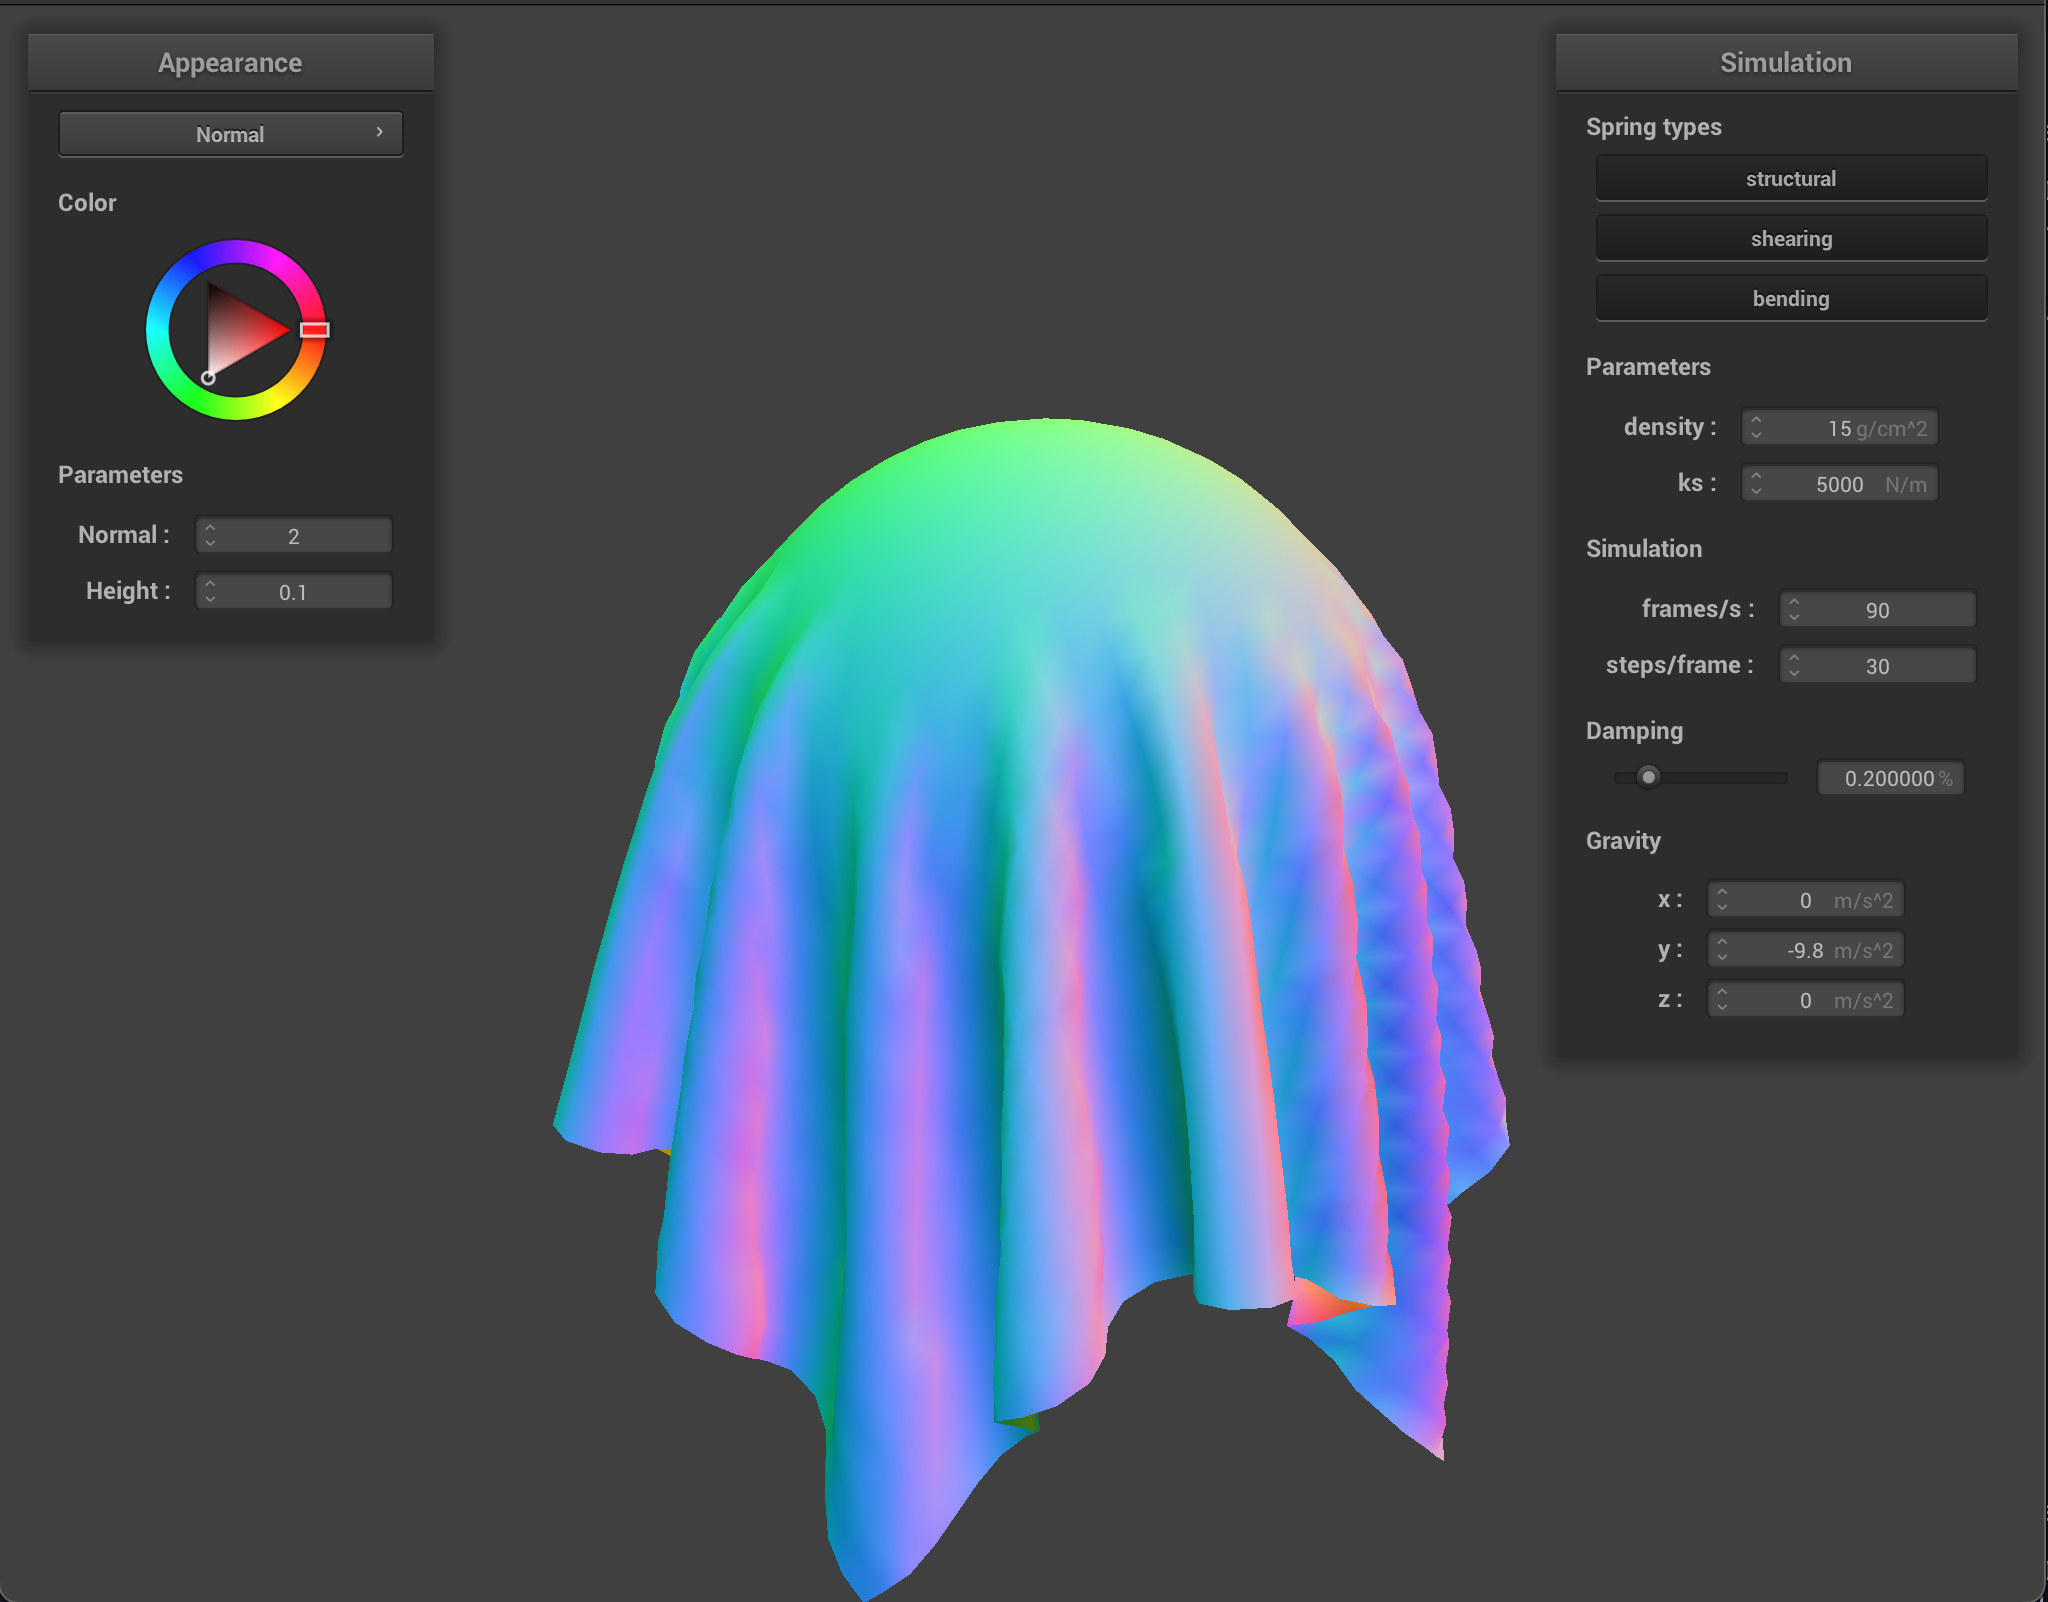 Appearance
Normal
Color
Parameters
Normal : 2
Height : 0.1
Simulation
Spring types
structural
shearing
bending
Parameters
density : 15 g/cm^2
ks : 5000 N/m
Simulation
frames/s : 90
steps/frame : 30
Damping
0.200000 %
Gravity
x : 0 m/s^2
y : -9.8 m/s^2
z : 0 m/s^2